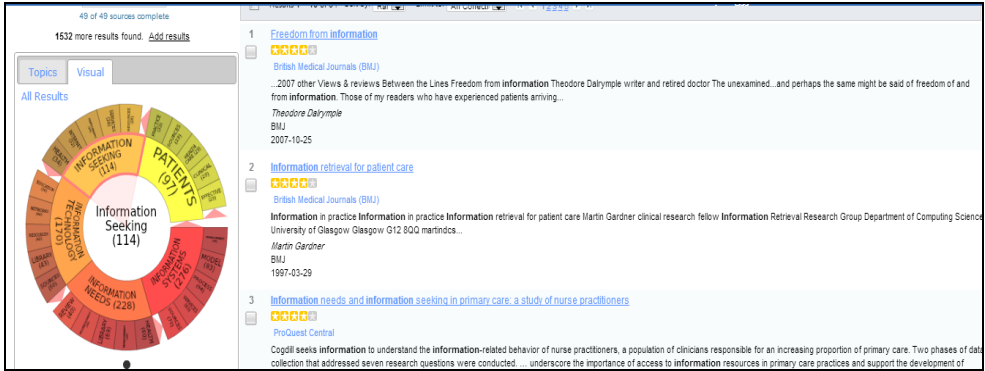 49 of 49 sources complete
1532 more results found. Add results
Topics
Visual
All Results
INFORMATION SEEKING (114)
PATIENTS (97)
INFORMATION SYSTEMS (276)
INFORMATION NEEDS (228)
INFORMATION TECHNOLOGY (170)
Information
Seeking
(114)
1 Freedom from information
British Medical Journals (BMJ)
...2007 other Views & reviews Between the Lines Freedom from information Theodore Dalrymple writer and retired doctor The unexamined...and perhaps the same might be said of freedom of and
from information. Those of my readers who have experienced patients arriving...
Theodore Dalrymple
BMJ
2007-10-25
2 Information retrieval for patient care
British Medical Journals (BMJ)
Information in practice Information in practice Information retrieval for patient care Martin Gardner clinical research fellow Information Retrieval Research Group Department of Computing Science
University of Glasgow Glasgow G12 8QQ martindcs...
Martin Gardner
BMJ
1997-03-29
3 Information needs and information seeking in primary care: a study of nurse practitioners
ProQuest Central
Cogdill seeks information to understand the information-related behavior of nurse practitioners, a population of clinicians responsible for an increasing proportion of primary care. Two phases of data
collection that addressed seven research questions were conducted. ... underscore the importance of access to information resources in primary care practices and support the development of